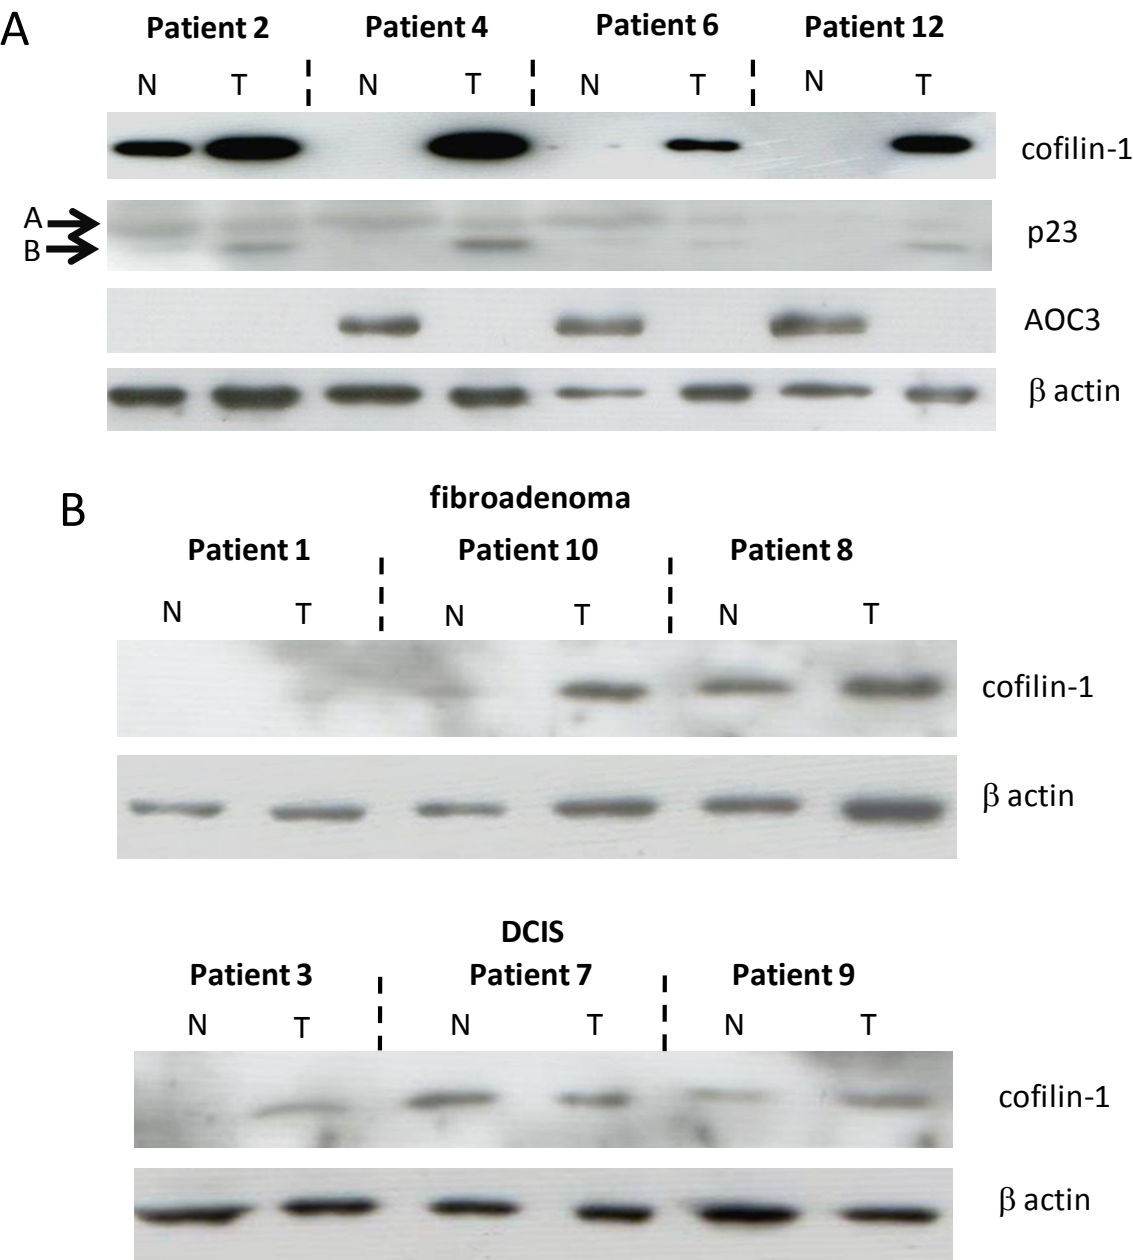 A
Patient 2 Patient 4 Patient 6 Patient 12
N T N T N T N T
cofilin-1
A
B
p23
AOC3
β actin
B
fibroadenoma
Patient 1 Patient 10 Patient 8
N T N T N T
cofilin-1
β actin
DCIS
Patient 3 Patient 7 Patient 9
N T N T N T
cofilin-1
β actin